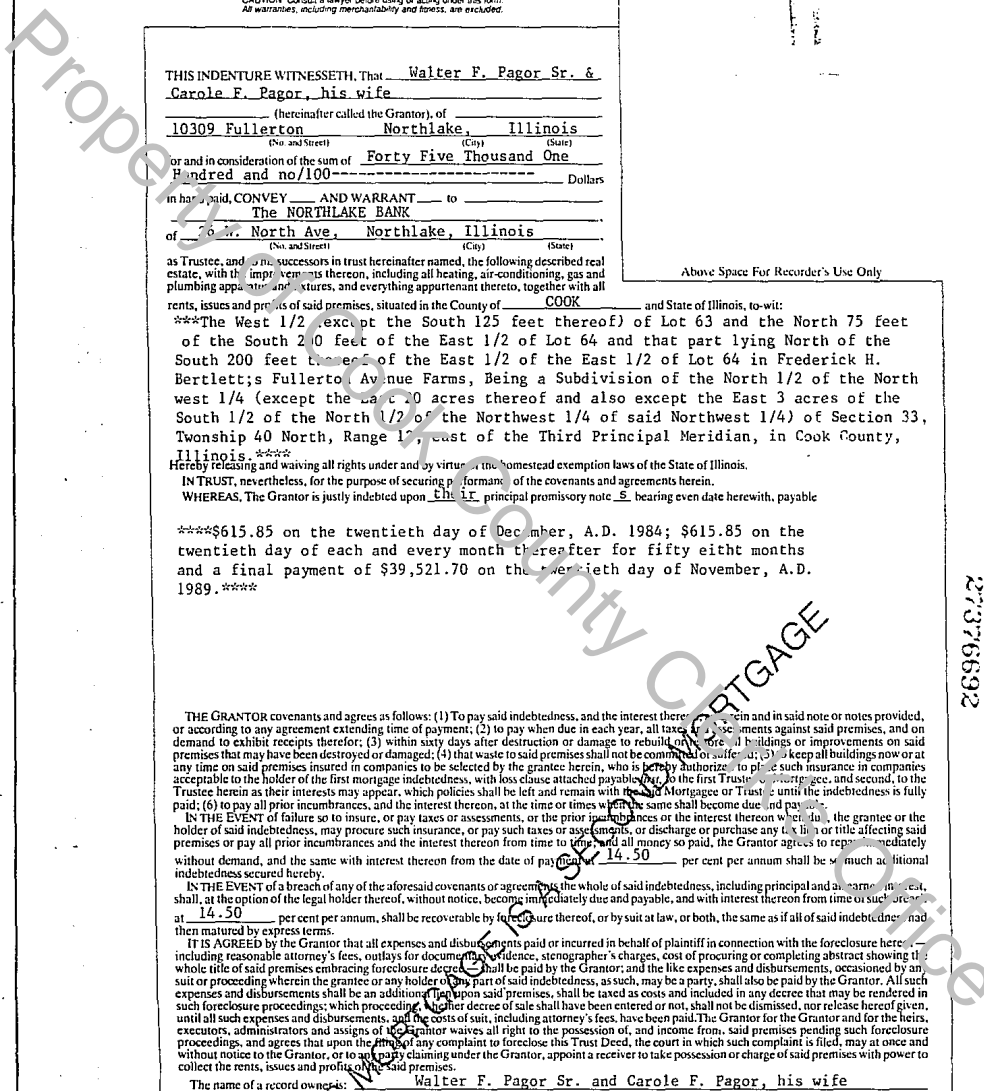 CAUTION: Consult a lawyer before using or acting under this form.
All warranties, including merchantability and fitness, are excluded.
THIS INDENTURE WITNESSETH, That Walter F. Pagor Sr. &
Carole F. Pagor, his wife
(hereinafter called the Grantor), of
10309 Fullerton Northlake, Illinois
(No. and Street) (City) (State)
for and in consideration of the sum of Forty Five Thousand One
Hundred and no/100------------------------ Dollars
in hand paid, CONVEY ___ AND WARRANT ___ to
The NORTHLAKE BANK
of 26 W. North Ave, Northlake, Illinois
(No. and Street) (City) (State)
as Trustee, and to his successors in trust hereinafter named, the following described real
estate, with the improvements thereon, including all heating, air-conditioning, gas and
plumbing apparatus and fixtures, and everything appurtenant thereto, together with all
Above Space For Recorder's Use Only
rents, issues and profits of said premises, situated in the County of COOK and State of Illinois, to-wit:
***The West 1/2 (except the South 125 feet thereof) of Lot 63 and the North 75 feet
of the South 200 feet of the East 1/2 of Lot 64 and that part lying North of the
South 200 feet thereof of the East 1/2 of the East 1/2 of Lot 64 in Frederick H.
Bertlett;s Fullerton Avenue Farms, Being a Subdivision of the North 1/2 of the North
west 1/4 (except the East 20 acres thereof and also except the East 3 acres of the
South 1/2 of the North 1/2 of the Northwest 1/4 of said Northwest 1/4) of Section 33,
Twonship 40 North, Range 12, East of the Third Principal Meridian, in Cook County,
Illinois.****
Hereby releasing and waiving all rights under and by virtue of the homestead exemption laws of the State of Illinois.
IN TRUST, nevertheless, for the purpose of securing performance of the covenants and agreements herein.
WHEREAS, The Grantor is justly indebted upon their principal promissory note s bearing even date herewith, payable
****$615.85 on the twentieth day of December, A.D. 1984; $615.85 on the
twentieth day of each and every month thereafter for fifty eitht months
and a final payment of $39,521.70 on the twentieth day of November, A.D.
1989.****
27376692
THE GRANTOR covenants and agrees as follows: (1) To pay said indebtedness, and the interest thereon, as herein and in said note or notes provided,
or according to any agreement extending time of payment; (2) to pay when due in each year, all taxes and assessments against said premises, and on
demand to exhibit receipts therefor; (3) within sixty days after destruction or damage to rebuild or restore all buildings or improvements on said
premises that may have been destroyed or damaged; (4) that waste to said premises shall not be committed or suffered; (5) to keep all buildings now or at
any time on said premises insured in companies to be selected by the grantee herein, who is hereby authorized to place such insurance in companies
acceptable to the holder of the first mortgage indebtedness, with loss clause attached payable first, to the first Trustee or Mortgagee, and second, to the
Trustee herein as their interests may appear, which policies shall be left and remain with the said Mortgagee or Trustee until the indebtedness is fully
paid; (6) to pay all prior incumbrances, and the interest thereon, at the time or times when the same shall become due and payable.
IN THE EVENT of failure so to insure, or pay taxes or assessments, or the prior incumbrances or the interest thereon when due, the grantee or the
holder of said indebtedness, may procure such insurance, or pay such taxes or assessments, or discharge or purchase any tax lien or title affecting said
premises or pay all prior incumbrances and the interest thereon from time to time; and all money so paid, the Grantor agrees to repay immediately
without demand, and the same with interest thereon from the date of payment at 14.50 per cent per annum shall be so much additional
indebtedness secured hereby.
IN THE EVENT of a breach of any of the aforesaid covenants or agreements the whole of said indebtedness, including principal and all earned interest,
shall, at the option of the legal holder thereof, without notice, become immediately due and payable, and with interest thereon from time of such breach
at 14.50 per cent per annum, shall be recoverable by foreclosure thereof, or by suit at law, or both, the same as if all of said indebtedness had
then matured by express terms.
IT IS AGREED by the Grantor that all expenses and disbursements paid or incurred in behalf of plaintiff in connection with the foreclosure hereof—
including reasonable attorney's fees, outlays for documentary evidence, stenographer's charges, cost of procuring or completing abstract showing the
whole title of said premises embracing foreclosure decree—shall be paid by the Grantor; and the like expenses and disbursements, occasioned by any
suit or proceeding wherein the grantee or any holder of any part of said indebtedness, as such, may be a party, shall also be paid by the Grantor. All such
expenses and disbursements shall be an additional lien upon said premises, shall be taxed as costs and included in any decree that may be rendered in
such foreclosure proceedings; which proceeding, whether decree of sale shall have been entered or not, shall not be dismissed, nor release hereof given,
until all such expenses and disbursements, and the costs of suit, including attorney's fees, have been paid. The Grantor for the Grantor and for the heirs,
executors, administrators and assigns of the Grantor waives all right to the possession of, and income from, said premises pending such foreclosure
proceedings, and agrees that upon the filing of any complaint to foreclose this Trust Deed, the court in which such complaint is filed, may at once and
without notice to the Grantor, or to any party claiming under the Grantor, appoint a receiver to take possession or charge of said premises with power to
collect the rents, issues and profits of the said premises.
The name of a record owner is: Walter F. Pagor Sr. and Carole F. Pagor, his wife
MORTGAGE IS A SECOND MORTGAGE
Property of Cook County Clerk's Office